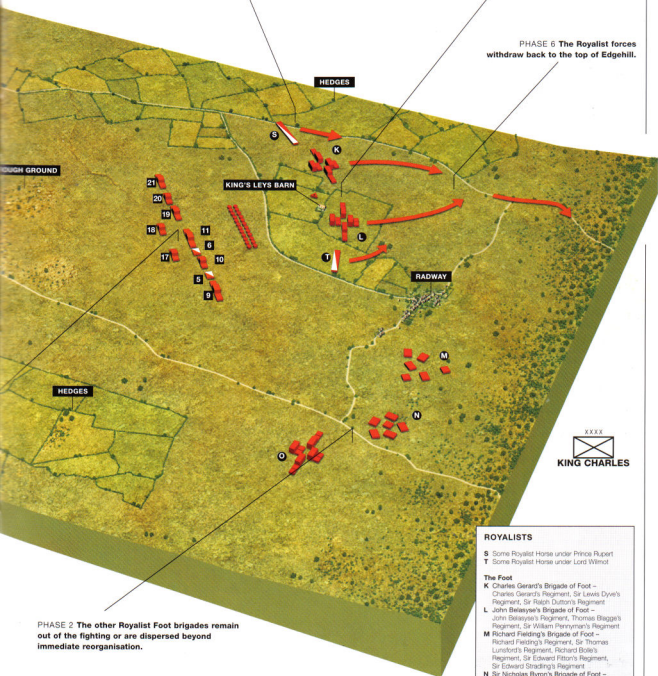 PHASE 6 The Royalist forces
withdraw back to the top of Edgehill.
HEDGES
S
K
OUGH GROUND
21
KING'S LEYS BARN
20
19
18
11
6
L
17
10
T
5
RADWAY
9
M
HEDGES
N
XXXX
O
KING CHARLES
ROYALISTS
S Some Royalist Horse under Prince Rupert
T Some Royalist Horse under Lord Wilmot
The Foot
K Charles Gerard's Brigade of Foot –
Charles Gerard's Regiment, Sir Lewis Dyve's
Regiment, Sir Ralph Dutton's Regiment
L John Belasyse's Brigade of Foot –
John Belasyse's Regiment, Thomas Blagge's
Regiment, Sir William Pennyman's Regiment
M Richard Fielding's Brigade of Foot –
Richard Fielding's Regiment, Sir Thomas
Lunsford's Regiment, Richard Bolle's
Regiment, Sir Edward Fitton's Regiment,
Sir Edward Stradling's Regiment
N Sir Nicholas Byron's Brigade of Foot –
PHASE 2 The other Royalist Foot brigades remain
out of the fighting or are dispersed beyond
immediate reorganisation.